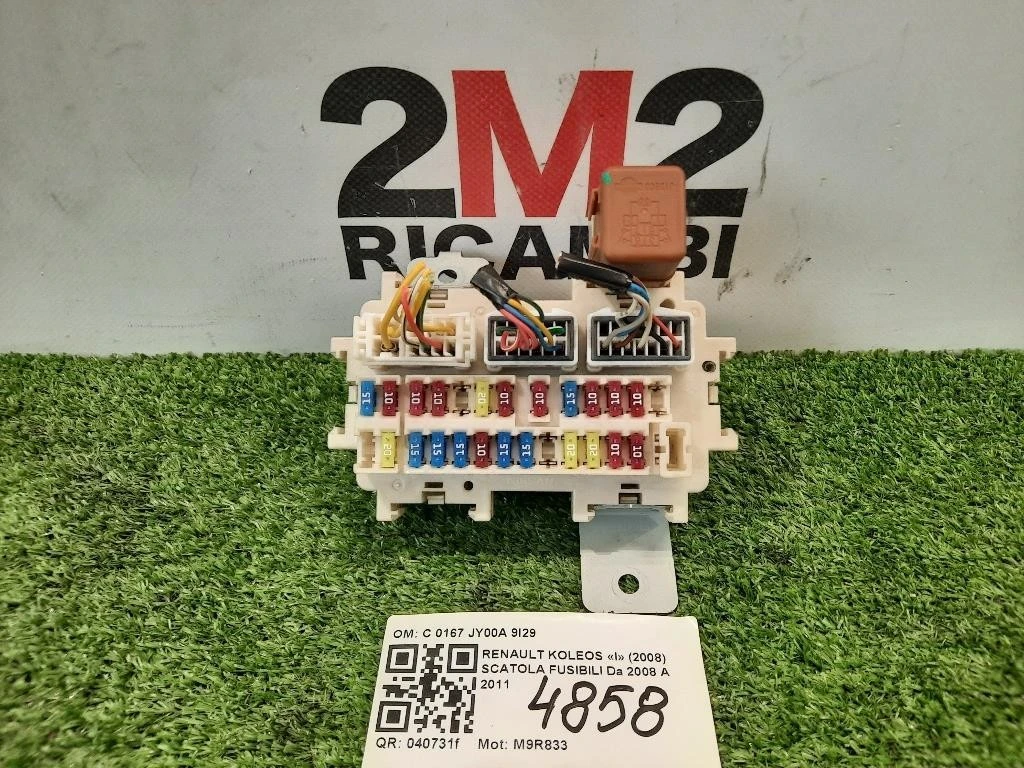 2M2
RICAMBI
15 10 10 10 20 10 10 15 10 10 10
20 15 15 15 10 15 15 20 20 10 10
OM: C 0167 JY00A 9I29
RENAULT KOLEOS «I» (2008)
SCATOLA FUSIBILI Da 2008 A
2011
4858
QR: 040731f Mot: M9R833